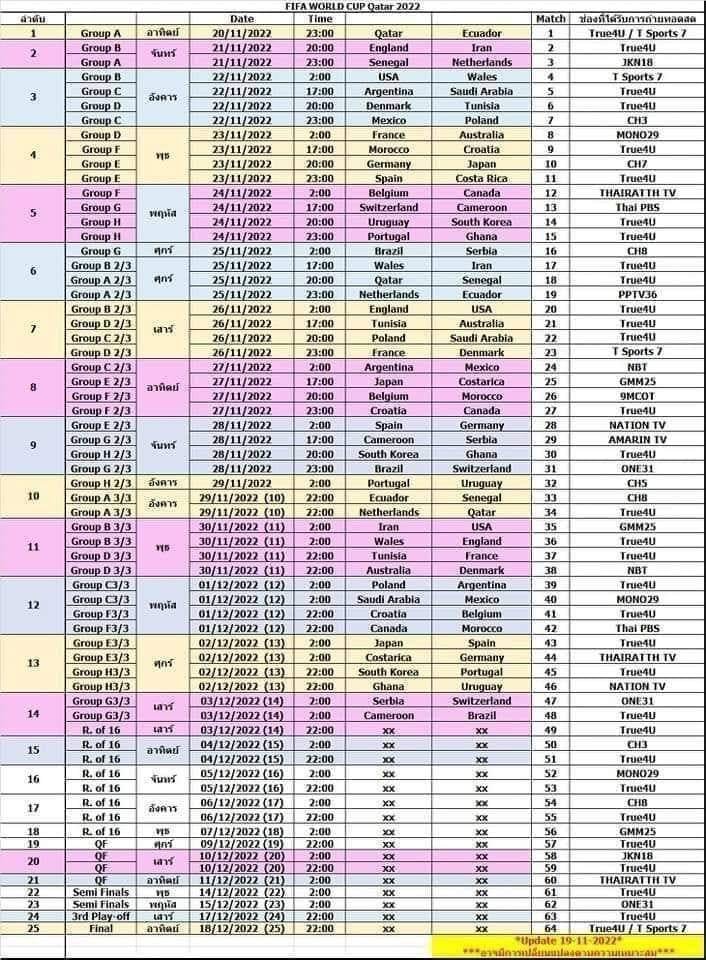 FIFA WORLD CUP Qatar 2022
ลำดับ Date Time Match ช่องที่ได้รับการถ่ายทอดสด
1 Group A อาทิตย์ 20/11/2022 23:00 Qatar Ecuador 1 True4U / T Sports 7
2 Group B จันทร์ 21/11/2022 20:00 England Iran 2 True4U
Group A 21/11/2022 23:00 Senegal Netherlands 3 JKN18
3 Group B อังคาร 22/11/2022 2:00 USA Wales 4 T Sports 7
Group C 22/11/2022 17:00 Argentina Saudi Arabia 5 True4U
Group D 22/11/2022 20:00 Denmark Tunisia 6 True4U
Group C 22/11/2022 23:00 Mexico Poland 7 CH3
4 Group D พุธ 23/11/2022 2:00 France Australia 8 MONO29
Group F 23/11/2022 17:00 Morocco Croatia 9 True4U
Group E 23/11/2022 20:00 Germany Japan 10 CH7
Group E 23/11/2022 23:00 Spain Costa Rica 11 True4U
5 Group F พฤหัส 24/11/2022 2:00 Belgium Canada 12 THAIRATTH TV
Group G 24/11/2022 17:00 Switzerland Cameroon 13 Thai PBS
Group H 24/11/2022 20:00 Uruguay South Korea 14 True4U
Group H 24/11/2022 23:00 Portugal Ghana 15 True4U
6 Group G ศุกร์ 25/11/2022 2:00 Brazil Serbia 16 CH8
Group B 2/3 ศุกร์ 25/11/2022 17:00 Wales Iran 17 True4U
Group A 2/3 25/11/2022 20:00 Qatar Senegal 18 True4U
Group A 2/3 25/11/2022 23:00 Netherlands Ecuador 19 PPTV36
7 Group B 2/3 เสาร์ 26/11/2022 2:00 England USA 20 True4U
Group D 2/3 26/11/2022 17:00 Tunisia Australia 21 True4U
Group C 2/3 26/11/2022 20:00 Poland Saudi Arabia 22 True4U
Group D 2/3 26/11/2022 23:00 France Denmark 23 T Sports 7
8 Group C 2/3 อาทิตย์ 27/11/2022 2:00 Argentina Mexico 24 NBT
Group E 2/3 27/11/2022 17:00 Japan Costarica 25 GMM25
Group F 2/3 27/11/2022 20:00 Belgium Morocco 26 9MCOT
Group F 2/3 27/11/2022 23:00 Croatia Canada 27 True4U
9 Group E 2/3 จันทร์ 28/11/2022 2:00 Spain Germany 28 NATION TV
Group G 2/3 28/11/2022 17:00 Cameroon Serbia 29 AMARIN TV
Group H 2/3 28/11/2022 20:00 South Korea Ghana 30 True4U
Group G 2/3 28/11/2022 23:00 Brazil Switzerland 31 ONE31
10 Group H 2/3 อังคาร 29/11/2022 2:00 Portugal Uruguay 32 CH5
Group A 3/3 อังคาร 29/11/2022 (10) 22:00 Ecuador Senegal 33 CH8
Group A 3/3 29/11/2022 (10) 22:00 Netherlands Qatar 34 True4U
11 Group B 3/3 พุธ 30/11/2022 (11) 2:00 Iran USA 35 GMM25
Group B 3/3 30/11/2022 (11) 2:00 Wales England 36 True4U
Group D 3/3 30/11/2022 (11) 22:00 Tunisia France 37 True4U
Group D 3/3 30/11/2022 (11) 22:00 Australia Denmark 38 NBT
12 Group C3/3 พฤหัส 01/12/2022 (12) 2:00 Poland Argentina 39 True4U
Group C3/3 01/12/2022 (12) 2:00 Saudi Arabia Mexico 40 MONO29
Group F3/3 01/12/2022 (12) 22:00 Croatia Belgium 41 True4U
Group F3/3 01/12/2022 (12) 22:00 Canada Morocco 42 Thai PBS
13 Group E3/3 ศุกร์ 02/12/2022 (13) 2:00 Japan Spain 43 True4U
Group E3/3 02/12/2022 (13) 2:00 Costarica Germany 44 THAIRATTH TV
Group H3/3 02/12/2022 (13) 22:00 South Korea Portugal 45 True4U
Group H3/3 02/12/2022 (13) 22:00 Ghana Uruguay 46 NATION TV
14 Group G3/3 เสาร์ 03/12/2022 (14) 2:00 Serbia Switzerland 47 ONE31
Group G3/3 03/12/2022 (14) 2:00 Cameroon Brazil 48 True4U
R. of 16 เสาร์ 03/12/2022 (14) 22:00 xx xx 49 True4U
15 R. of 16 อาทิตย์ 04/12/2022 (15) 2:00 xx xx 50 CH3
R. of 16 04/12/2022 (15) 22:00 xx xx 51 True4U
16 R. of 16 จันทร์ 05/12/2022 (16) 2:00 xx xx 52 MONO29
R. of 16 05/12/2022 (16) 22:00 xx xx 53 True4U
17 R. of 16 อังคาร 06/12/2022 (17) 2:00 xx xx 54 CH8
R. of 16 06/12/2022 (17) 22:00 xx xx 55 True4U
18 R. of 16 พุธ 07/12/2022 (18) 2:00 xx xx 56 GMM25
19 QF ศุกร์ 09/12/2022 (19) 22:00 xx xx 57 True4U
20 QF เสาร์ 10/12/2022 (20) 2:00 xx xx 58 JKN18
QF 10/12/2022 (20) 22:00 xx xx 59 True4U
21 QF อาทิตย์ 11/12/2022 (21) 2:00 xx xx 60 THAIRATTH TV
22 Semi Finals พุธ 14/12/2022 (22) 2:00 xx xx 61 True4U
23 Semi Finals พฤหัส 15/12/2022 (23) 2:00 xx xx 62 ONE31
24 3rd Play-off เสาร์ 17/12/2022 (24) 22:00 xx xx 63 True4U
25 Final อาทิตย์ 18/12/2022 (25) 22:00 xx xx 64 True4U / T Sports 7
*Update 19-11-2022*
***อาจมีการเปลี่ยนแปลงตามความเหมาะสม***